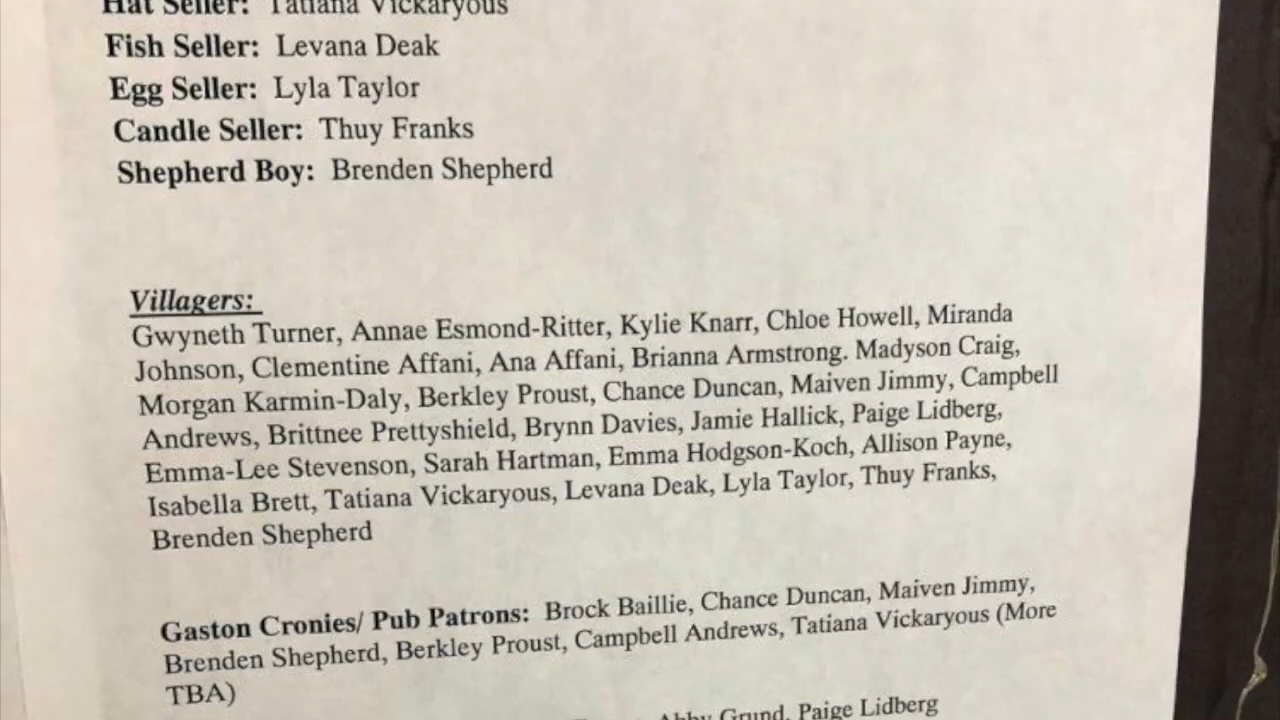 Hat Seller: Tatiana Vickaryous
Fish Seller: Levana Deak
Egg Seller: Lyla Taylor
Candle Seller: Thuy Franks
Shepherd Boy: Brenden Shepherd
Villagers:
Gwyneth Turner, Annae Esmond-Ritter, Kylie Knarr, Chloe Howell, Miranda
Johnson, Clementine Affani, Ana Affani, Brianna Armstrong. Madyson Craig,
Morgan Karmin-Daly, Berkley Proust, Chance Duncan, Maiven Jimmy, Campbell
Andrews, Brittnee Prettyshield, Brynn Davies, Jamie Hallick, Paige Lidberg,
Emma-Lee Stevenson, Sarah Hartman, Emma Hodgson-Koch, Allison Payne,
Isabella Brett, Tatiana Vickaryous, Levana Deak, Lyla Taylor, Thuy Franks,
Brenden Shepherd
Gaston Cronies/ Pub Patrons: Brock Baillie, Chance Duncan, Maiven Jimmy,
Brenden Shepherd, Berkley Proust, Campbell Andrews, Tatiana Vickaryous (More
TBA)
Abby Grund, Paige Lidberg